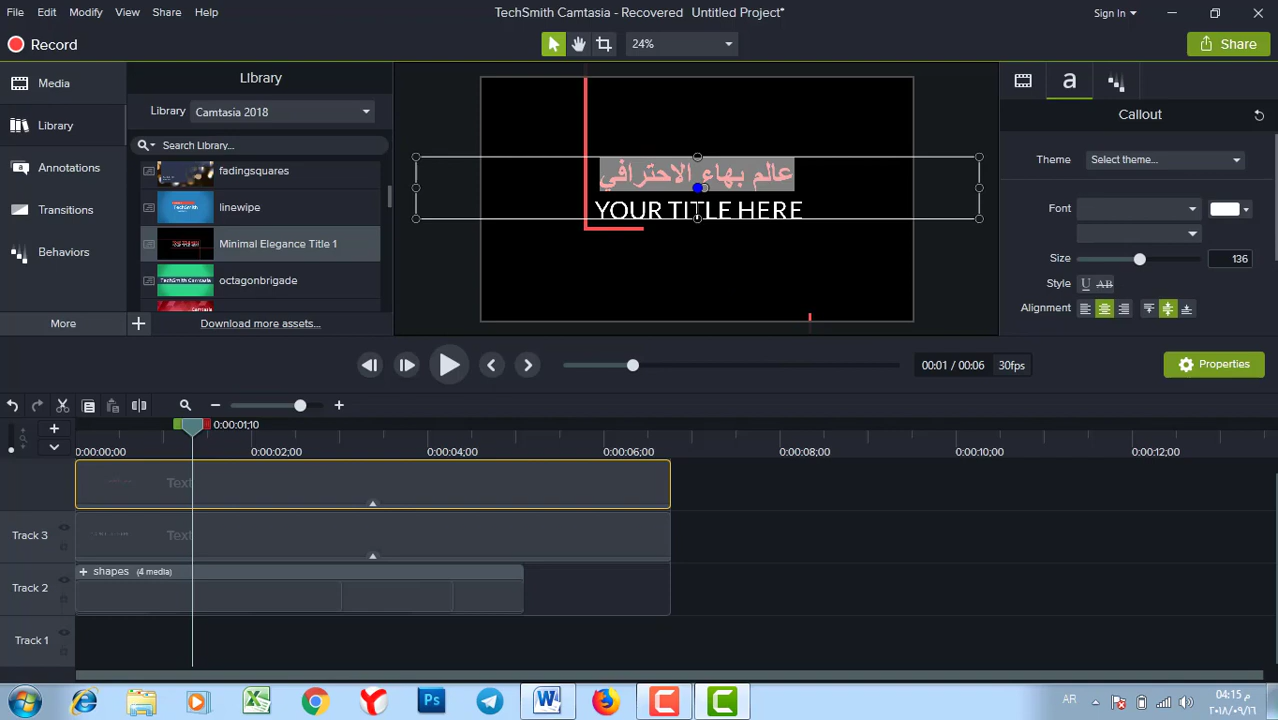 File Edit Modify View Share Help
TechSmith Camtasia - Recovered Untitled Project*
Sign In
Record
24%
Share
Media
Library
Annotations
Transitions
Behaviors
More
Library
Library Camtasia 2018
Search Library...
fadingsquares
linewipe
Minimal Elegance Title 1
octagonbrigade
Download more assets...
عالم بهاء الاحترافي
YOUR TITLE HERE
Callout
Theme Select theme...
Font
Size 136
Style U AB
Alignment
00:01 / 00:06 30fps
Properties
0:00:01;10
0:00:00;00 0:00:02;00 0:00:04;00 0:00:06;00 0:00:08;00 0:00:10;00 0:00:12;00
Text
Track 3 Text
Track 2 + shapes (4 media)
Track 1
AR
04:15 م
٢٠١٨/٠٩/١٦